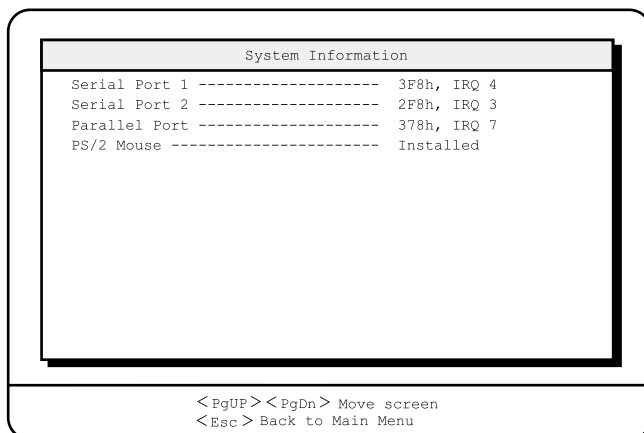 System Information
Serial Port 1 -------------------- 3F8h, IRQ 4
Serial Port 2 -------------------- 2F8h, IRQ 3
Parallel Port -------------------- 378h, IRQ 7
PS/2 Mouse ----------------------- Installed
<PgUP><PgDn> Move screen
<Esc> Back to Main Menu